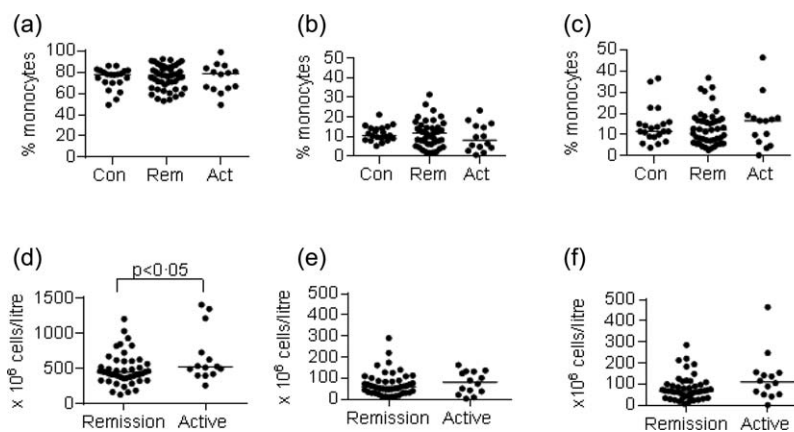 (a)
% monocytes
100
80
60
40
20
0
Con Rem Act
(b)
% monocytes
50
40
30
20
10
0
Con Rem Act
(c)
% monocytes
50
40
30
20
10
0
Con Rem Act
(d)
p<0·05
x 10⁶ cells/litre
1500
1000
500
0
Remission Active
(e)
x 10⁶ cells/litre
500
400
300
200
100
0
Remission Active
(f)
x 10⁶ cells/litre
500
400
300
200
100
0
Remission Active